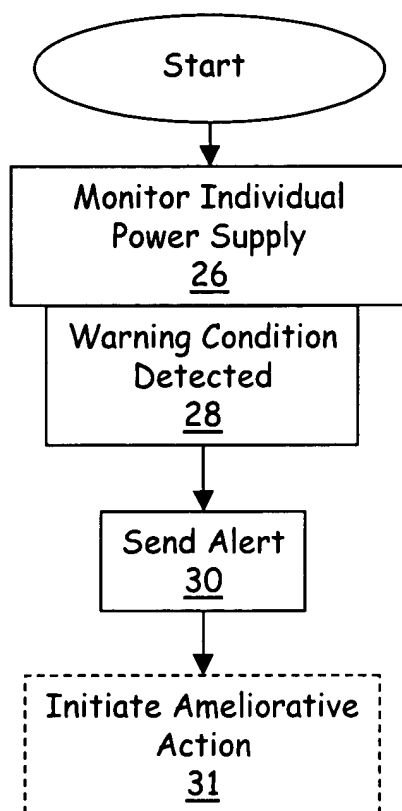 Start
Monitor Individual
Power Supply
26
Warning Condition
Detected
28
Send Alert
30
Initiate Ameliorative
Action
31